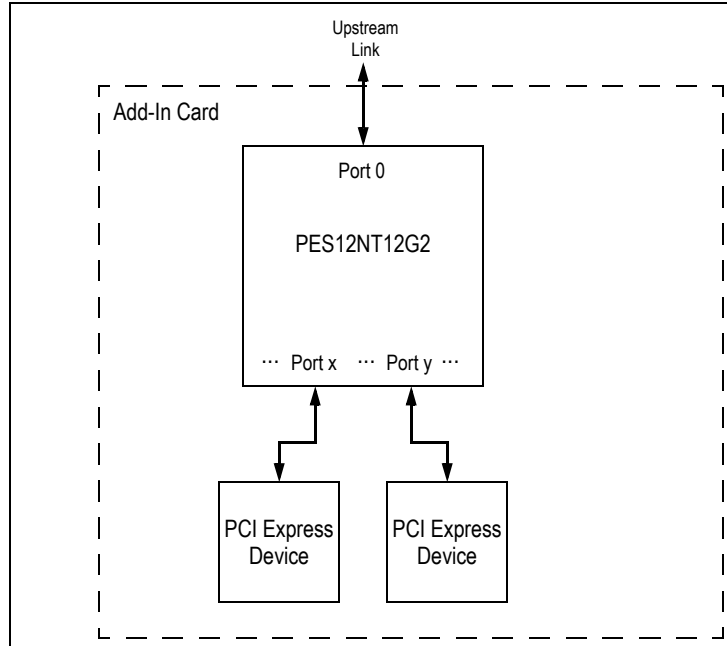 Upstream
Link
Add-In Card
Port 0
PES12NT12G2
... Port x ... Port y ...
PCI Express
Device
PCI Express
Device